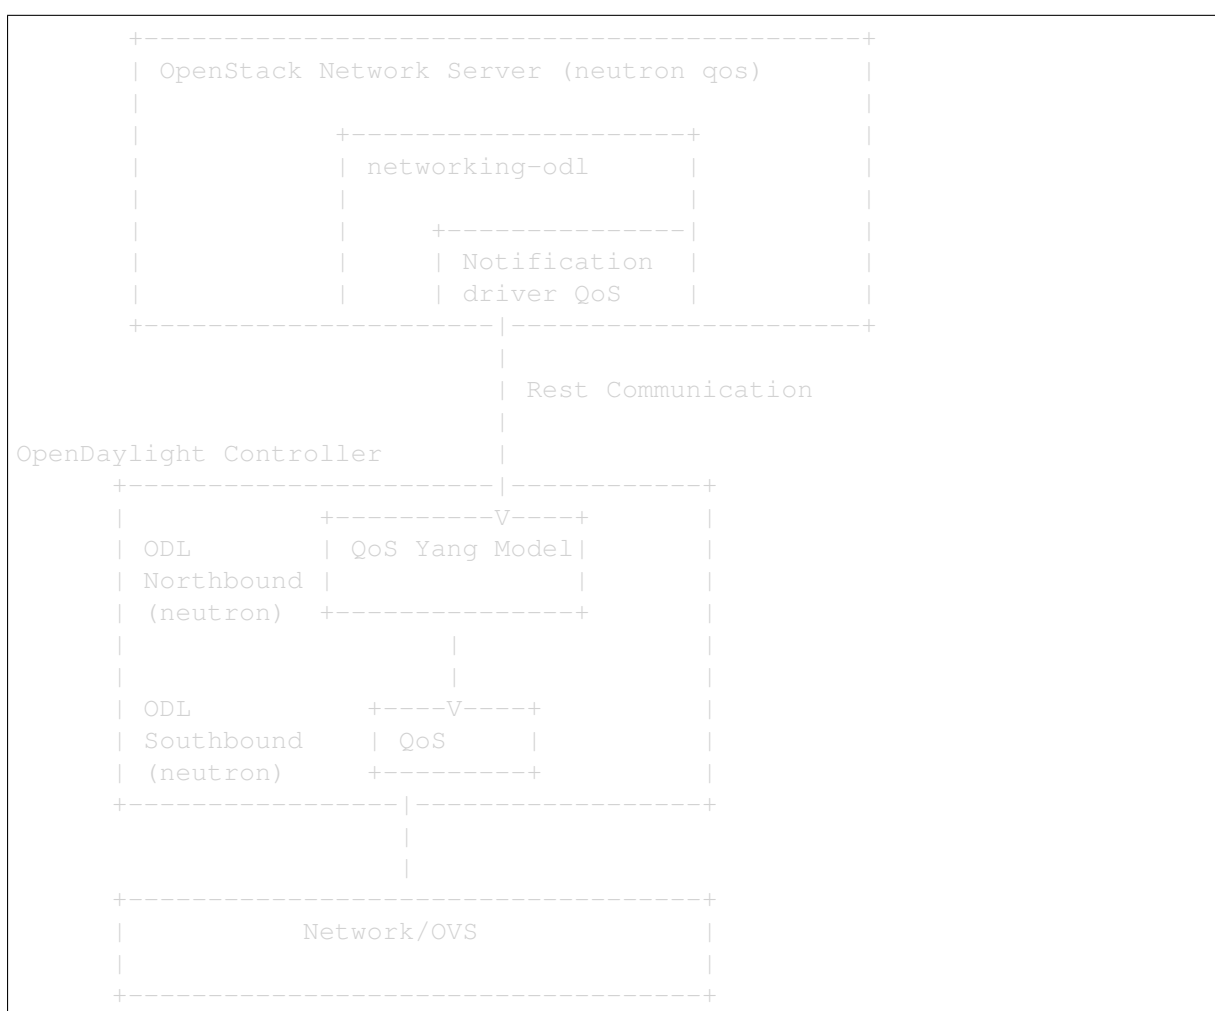 +---------------------------------------------+
| OpenStack Network Server (neutron qos)      |
|                                             |
|            +---------------------+          |
|            | networking-odl      |          |
|            |                     |          |
|            |     +---------------|          |
|            |     | Notification  |          |
|            |     | driver QoS    |          |
+----------------------|----------------------+
|
| Rest Communication
|
OpenDaylight Controller       |
+-----------------------|------------+
|            +----------V----+       |
| ODL        | QoS Yang Model|       |
| Northbound |               |       |
| (neutron)  +---------------+       |
|                    |               |
|                    |               |
| ODL           +----V----+          |
| Southbound    | QoS     |          |
| (neutron)     +---------+          |
+-----------------|------------------+
|
|
+------------------------------------+
|           Network/OVS              |
|                                    |
+------------------------------------+